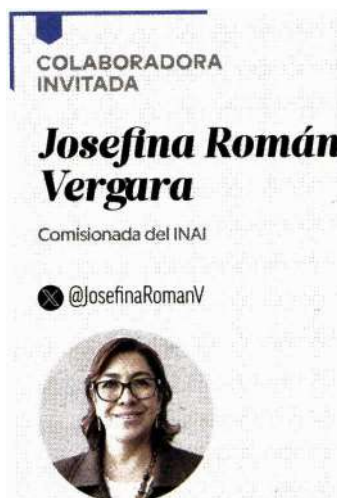 COLABORADORA
INVITADA
Josefina Román
Vergara
Comisionada del INAI
@JosefinaRomanV